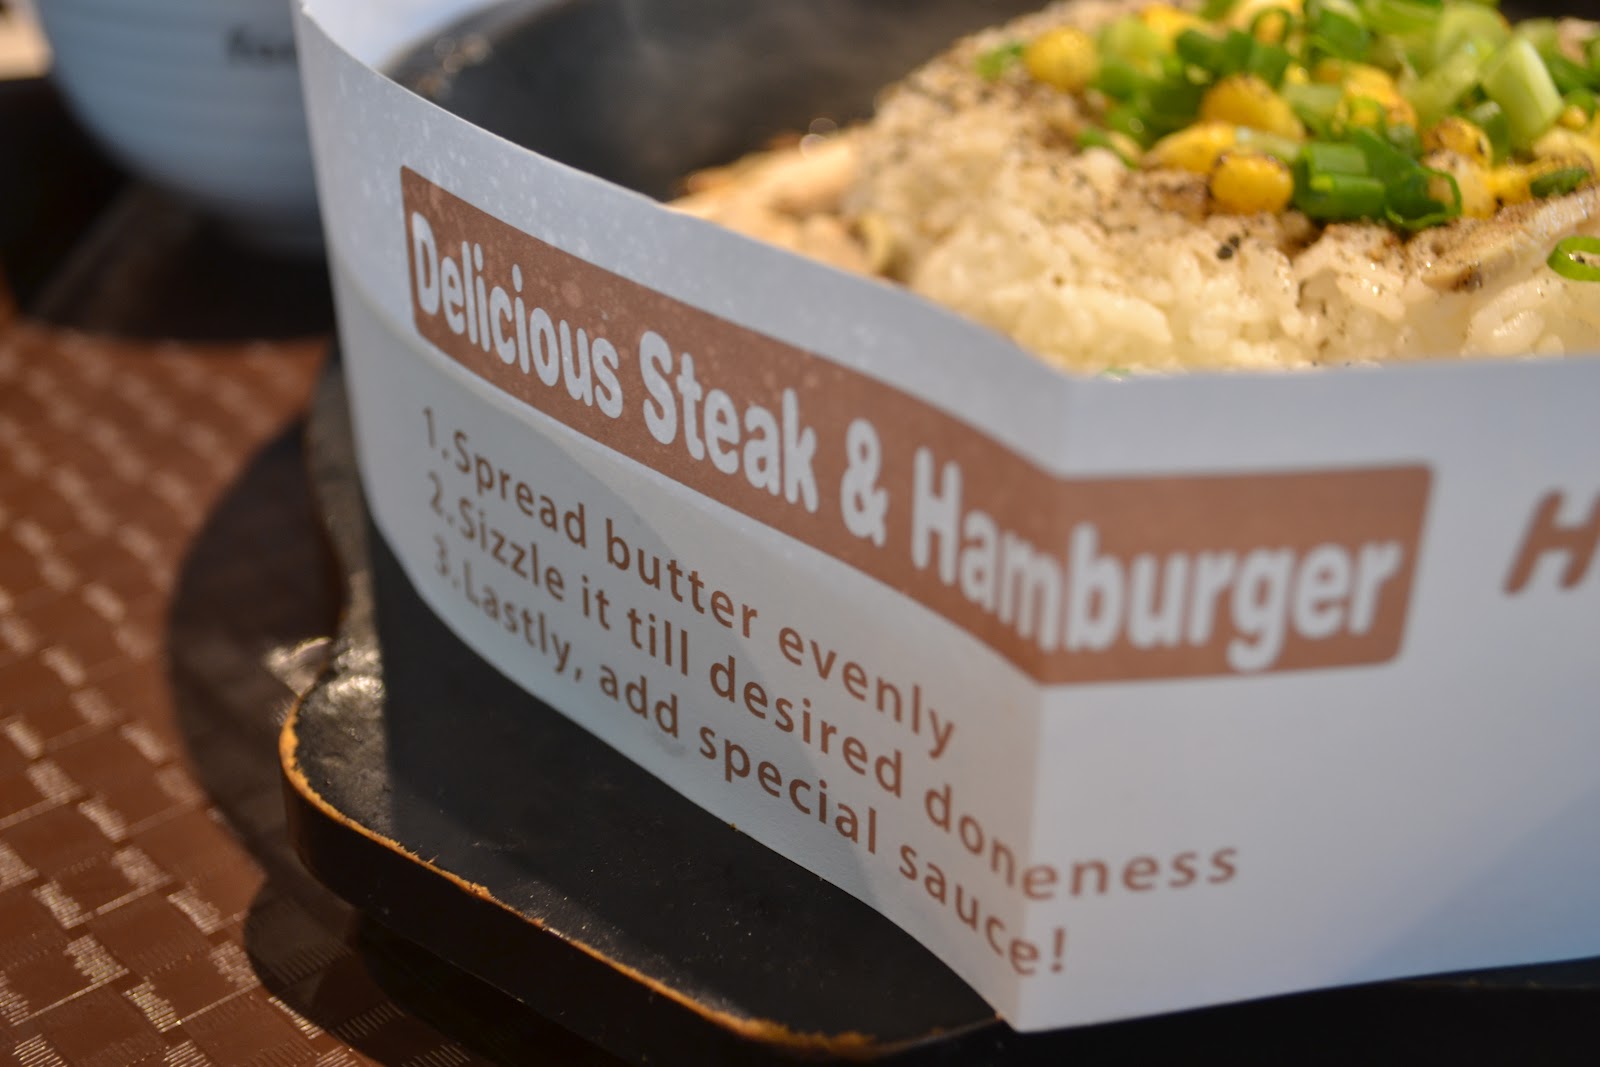 Delicious Steak & Hamburger
1. Spread butter evenly
2. Sizzle it till desired doneness
3. Lastly, add special sauce!
H